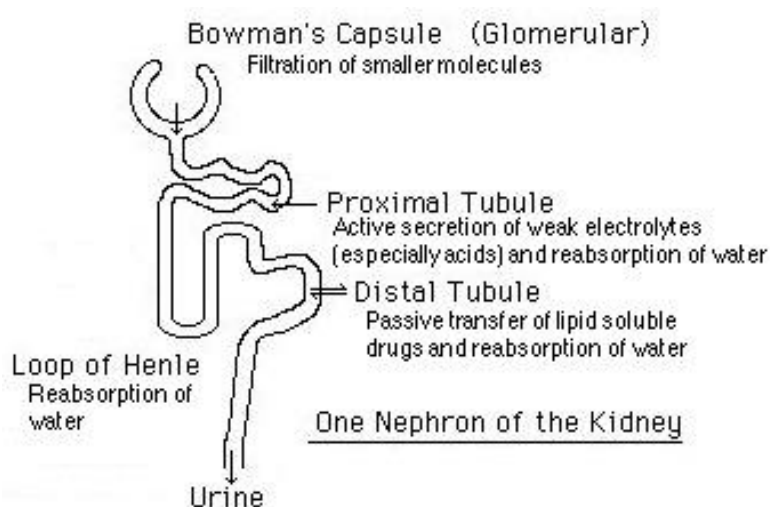 Bowman's Capsule (Glomerular)
Filtration of smaller molecules
Proximal Tubule
Active secretion of weak electrolytes
(especially acids) and reabsorption of water
Distal Tubule
Passive transfer of lipid soluble
drugs and reabsorption of water
Loop of Henle
Reabsorption of
water
One Nephron of the Kidney
Urine